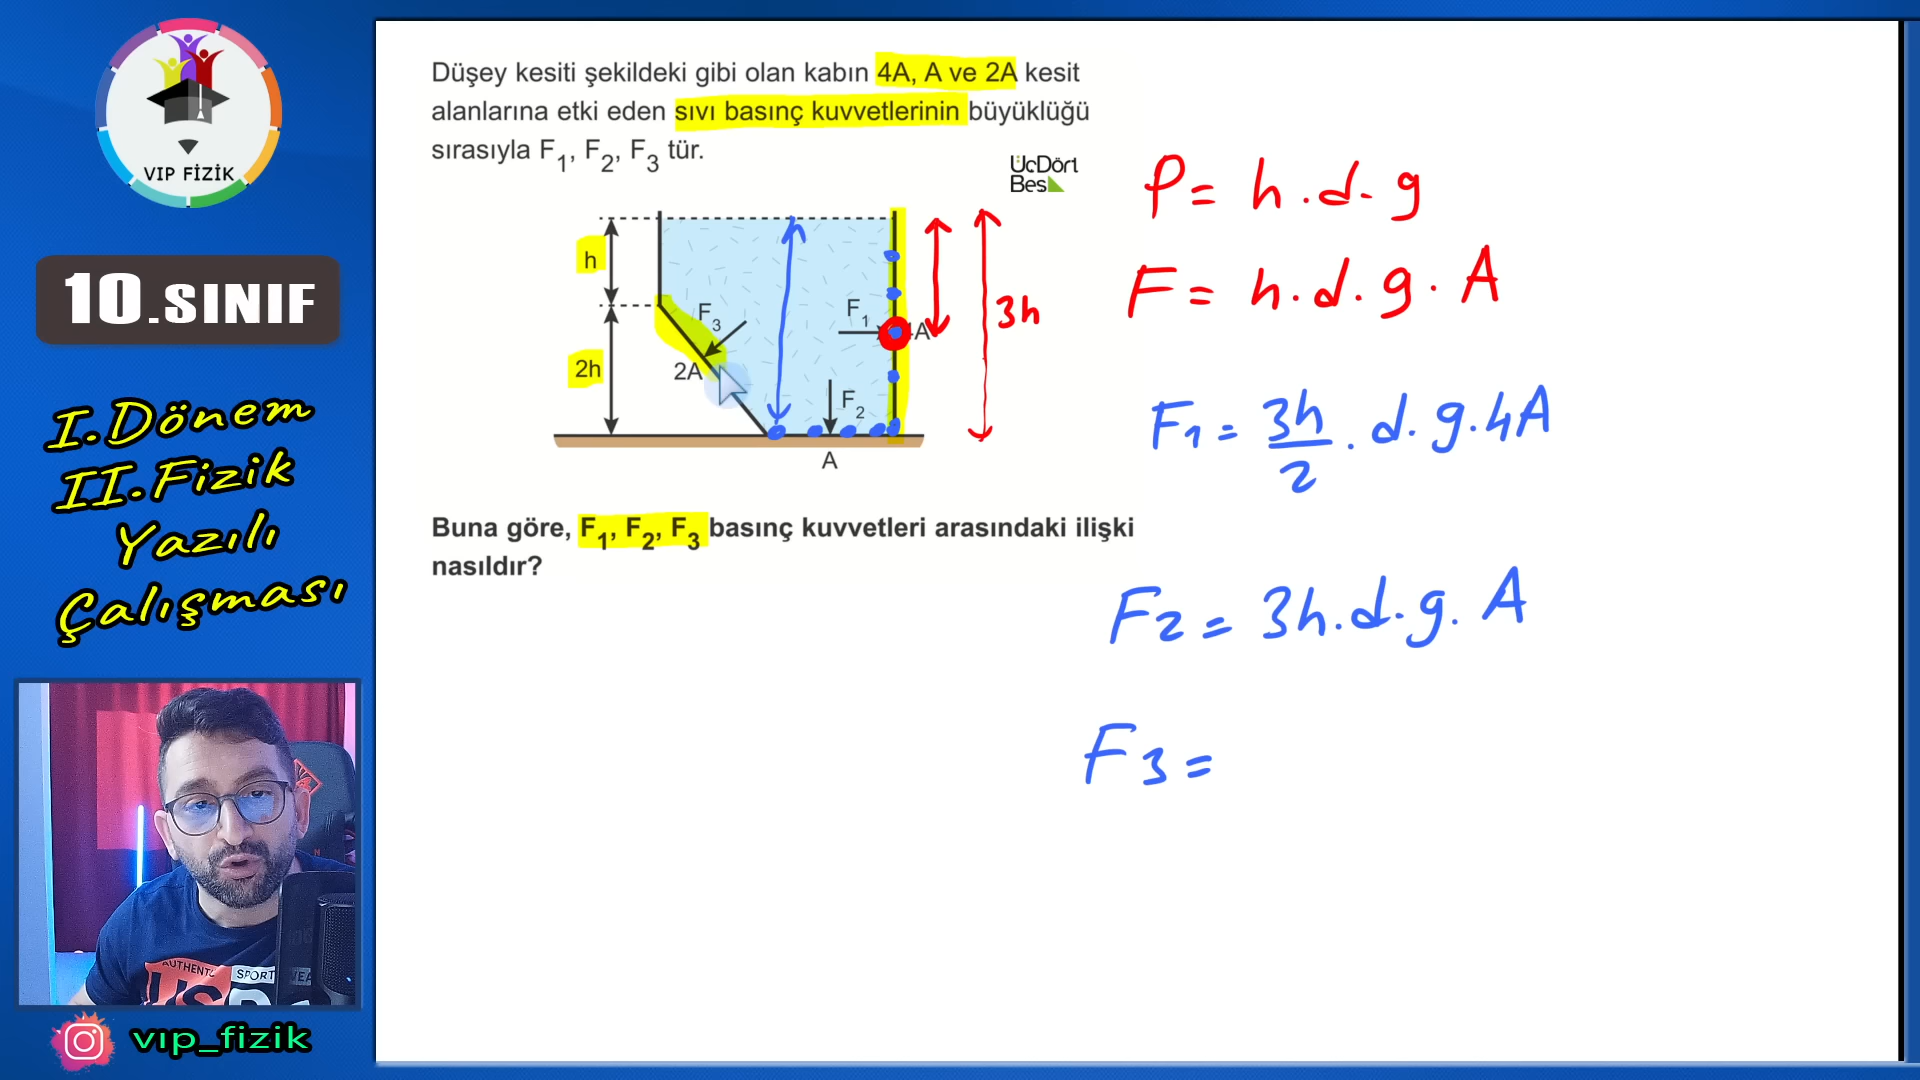 VIP FİZİK
10.SINIF
I.Dönem
II.Fizik
Yazılı
Çalışması
AUTHENTC
SPORT
vıp_fizik
Düşey kesiti şekildeki gibi olan kabın 4A, A ve 2A kesit
alanlarına etki eden sıvı basınç kuvvetlerinin büyüklüğü
sırasıyla F1, F2, F3 tür.
ÜçDört
Beş
h
2h
F3
2A
F1
4A
F2
A
3h
P = h.d.g
F = h.d.g.A
F1 = 3h/2 . d.g.4A
F2 = 3h.d.g.A
F3 =
Buna göre, F1, F2, F3 basınç kuvvetleri arasındaki ilişki
nasıldır?